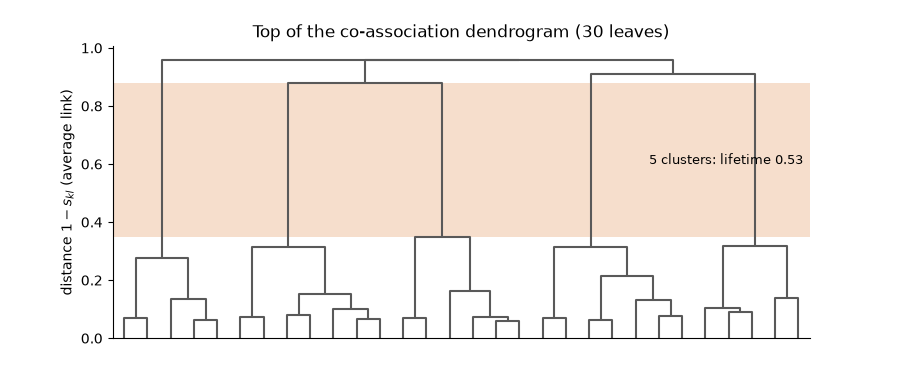 Top of the co-association dendrogram (30 leaves)
distance 1 − s_kl (average link)
1.0
0.8
0.6
0.4
0.2
0.0
5 clusters: lifetime 0.53